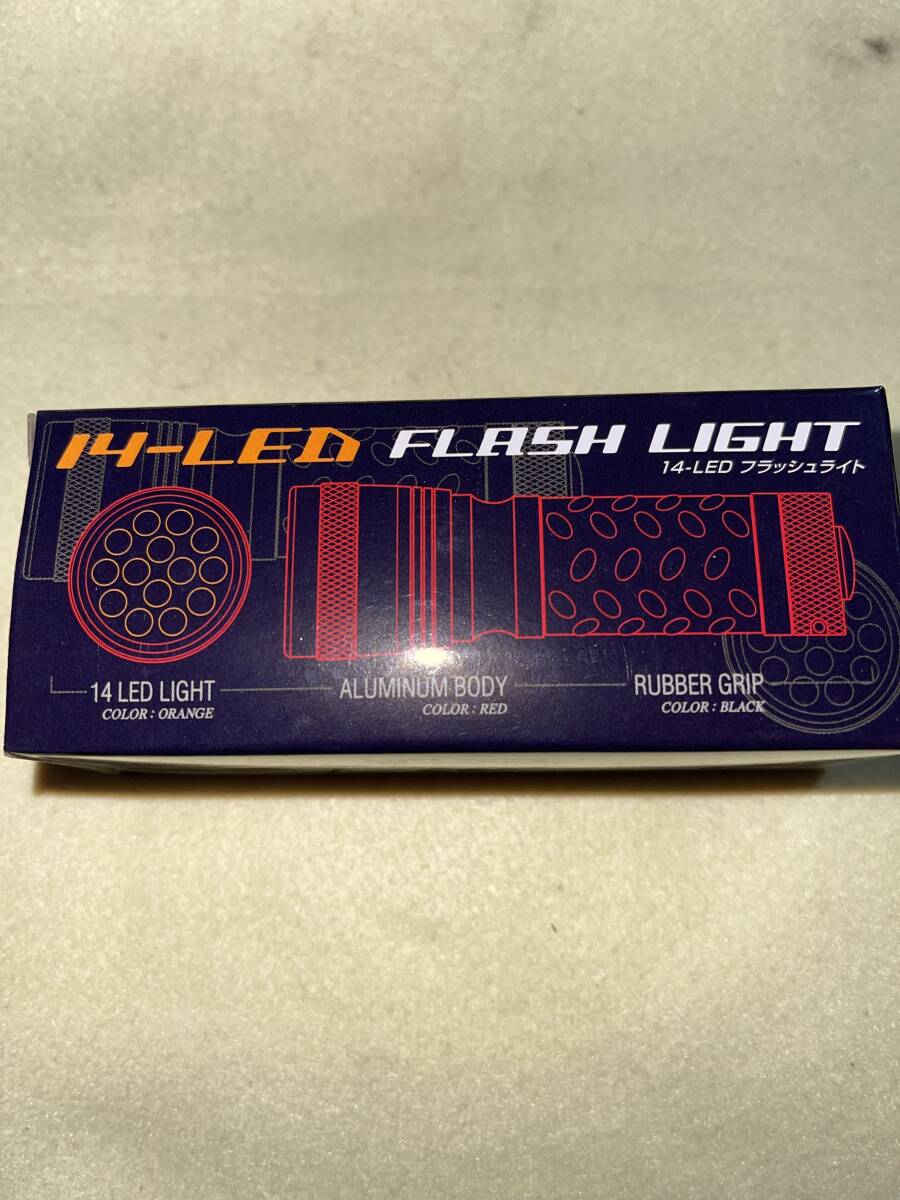 14-LED FLASH LIGHT
14-LED フラッシュライト
14 LED LIGHT
COLOR : ORANGE
ALUMINUM BODY
COLOR : RED
RUBBER GRIP
COLOR : BLACK